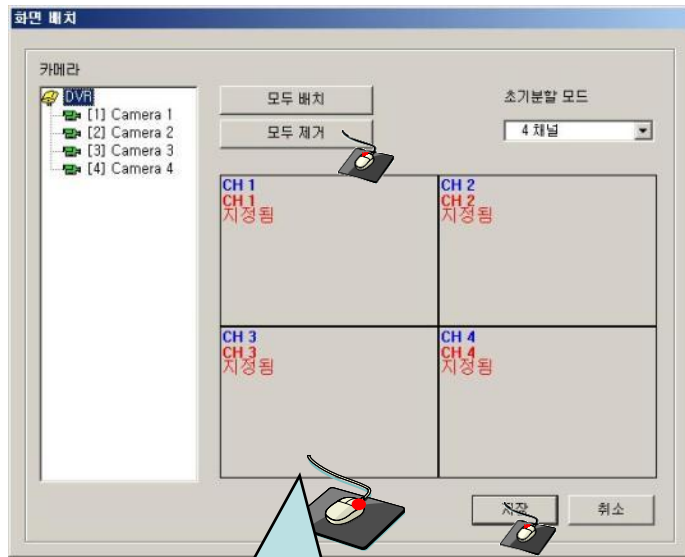 화면 배치
카메라
DVR
[1] Camera 1
[2] Camera 2
[3] Camera 3
[4] Camera 4
모두 배치
모두 제거
초기분할 모드
4 채널
CH 1
CH 1
지정됨
CH 2
CH 2
지정됨
CH 3
CH 3
지정됨
CH 4
CH 4
지정됨
취소